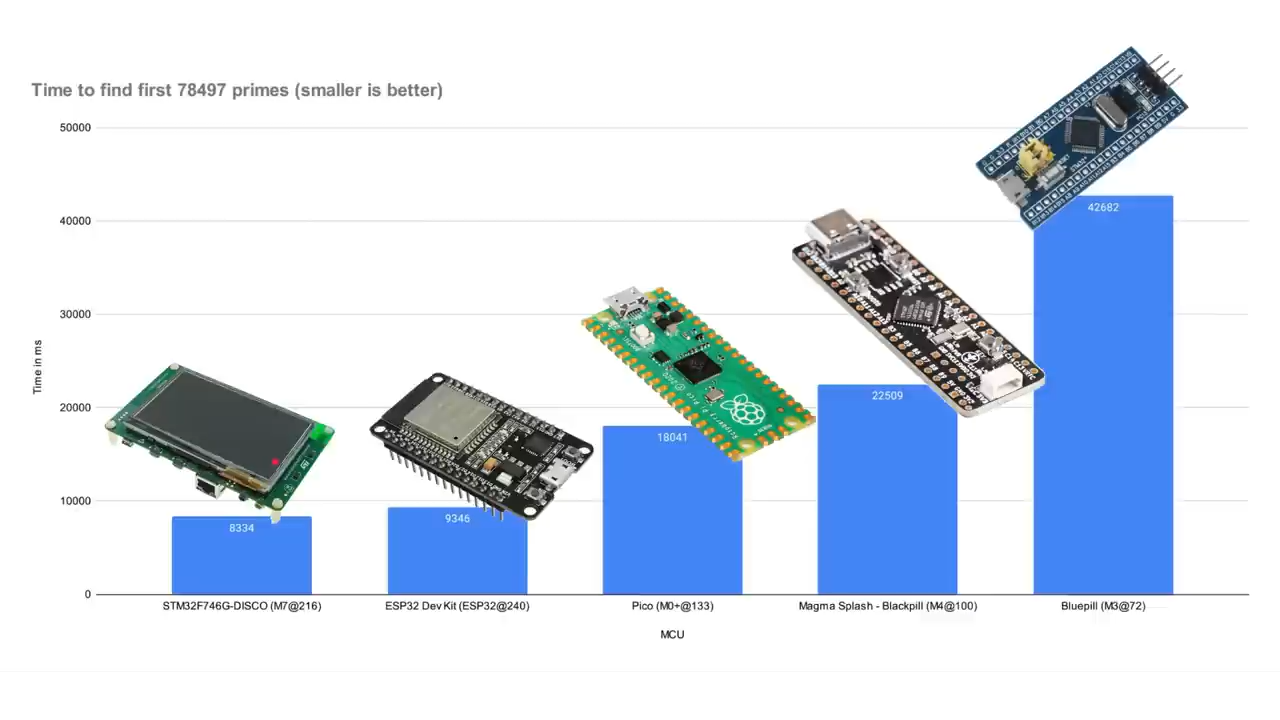 Time to find first 78497 primes (smaller is better)
50000
40000
30000
20000
10000
0
Time in ms
8334
9346
18041
22509
42682
STM32F746G-DISCO (M7@216)
ESP32 Dev Kit (ESP32@240)
Pico (M0+@133)
Magma Splash - Blackpill (M4@100)
Bluepill (M3@72)
MCU